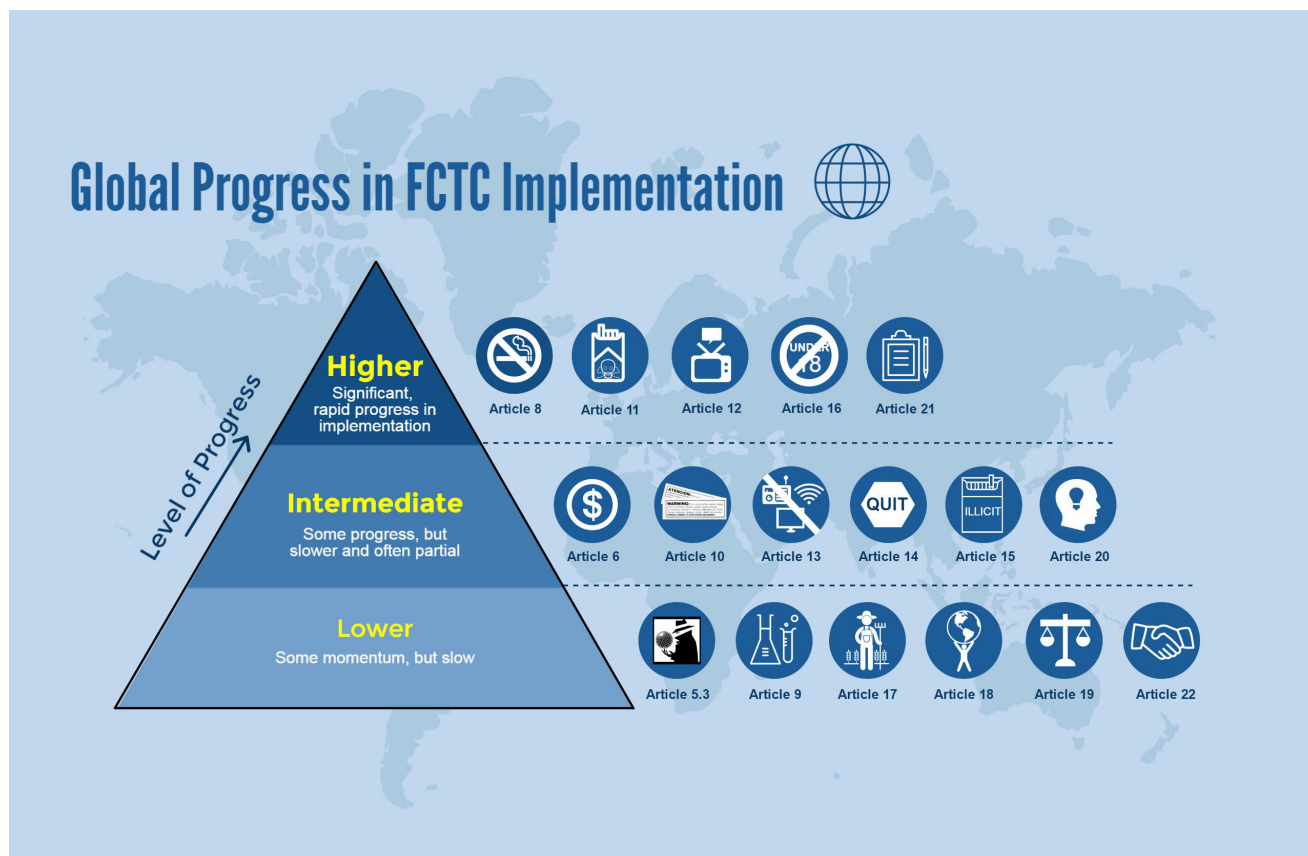 Global Progress in FCTC Implementation
Level of Progress
Higher
Significant,
rapid progress in
implementation
UNDER
18
Article 8
Article 11
Article 12
Article 16
Article 21
Intermediate
Some progress, but
slower and often partial
$
ATENCION:
WARNING:
QUIT
ILLICIT
Article 6
Article 10
Article 13
Article 14
Article 15
Article 20
Lower
Some momentum, but slow
Article 5.3
Article 9
Article 17
Article 18
Article 19
Article 22